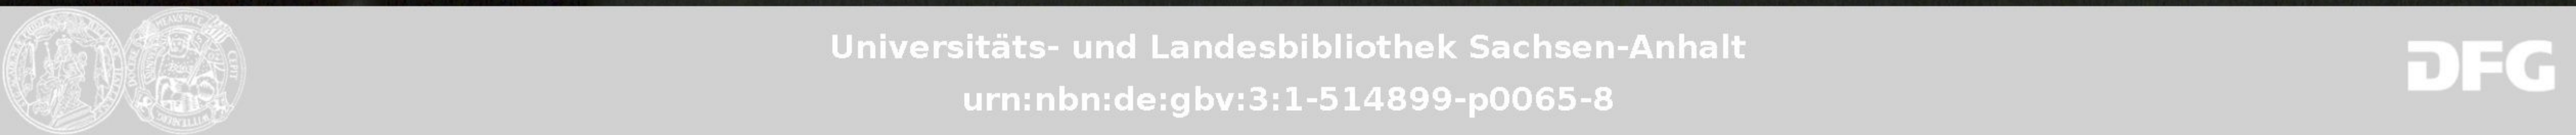 Universitäts- und Landesbibliothek Sachsen-Anhalt
urn:nbn:de:gbv:3:1-514899-p0065-8
DFG